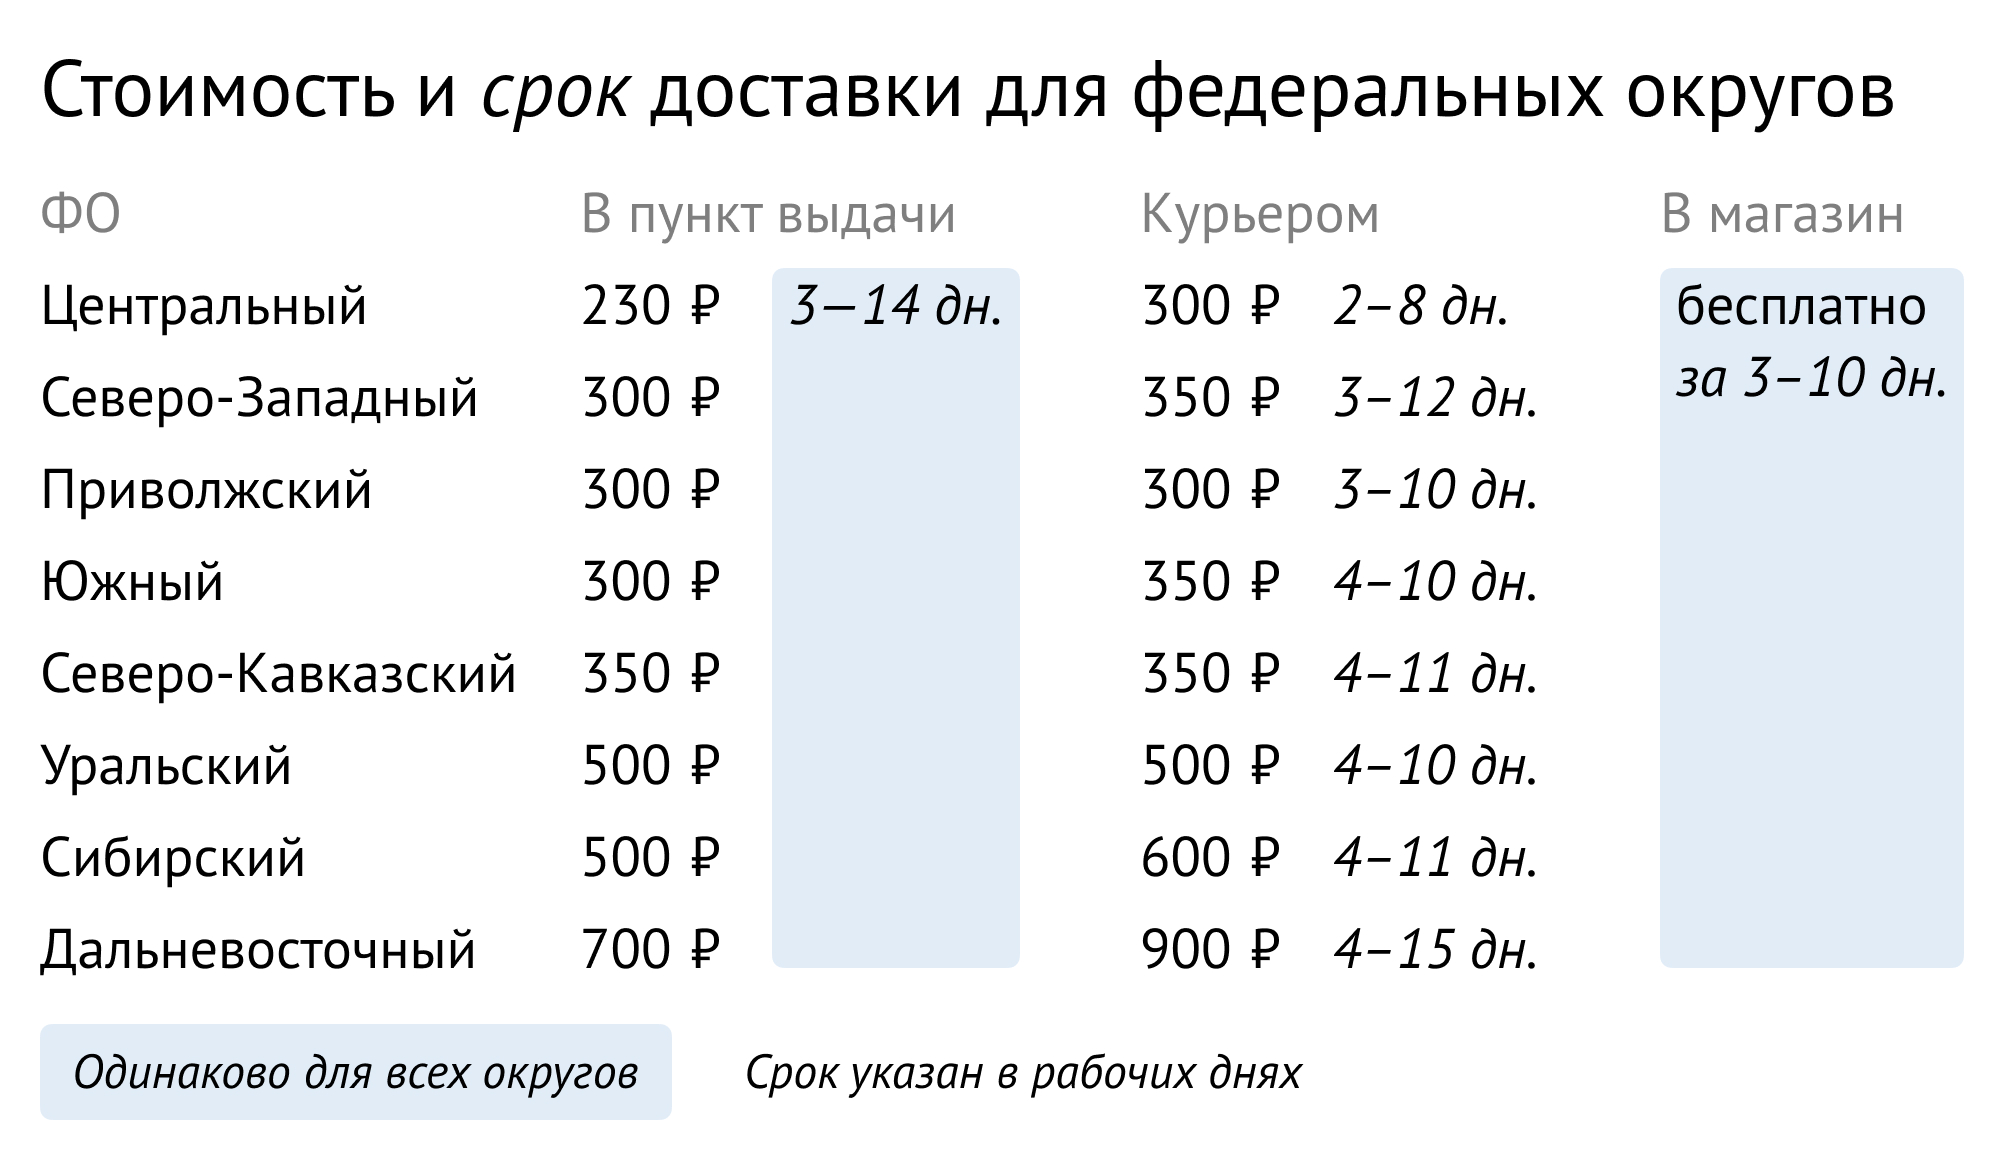 Стоимость и срок доставки для федеральных округов
ФО В пункт выдачи Курьером В магазин
Центральный 230 ₽ 3—14 дн. 300 ₽ 2–8 дн. бесплатно
за 3–10 дн.
Северо-Западный 300 ₽ 350 ₽ 3–12 дн.
Приволжский 300 ₽ 300 ₽ 3–10 дн.
Южный 300 ₽ 350 ₽ 4–10 дн.
Северо-Кавказский 350 ₽ 350 ₽ 4–11 дн.
Уральский 500 ₽ 500 ₽ 4–10 дн.
Сибирский 500 ₽ 600 ₽ 4–11 дн.
Дальневосточный 700 ₽ 900 ₽ 4–15 дн.
Одинаково для всех округов Срок указан в рабочих днях